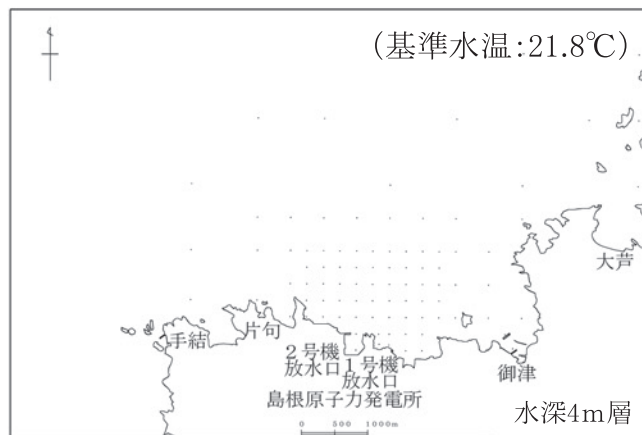 (基準水温:21.8℃)
大芦
手結
片句
2号機
放水口
1号機
放水口
御津
島根原子力発電所
0 500 1000m
水深4m層